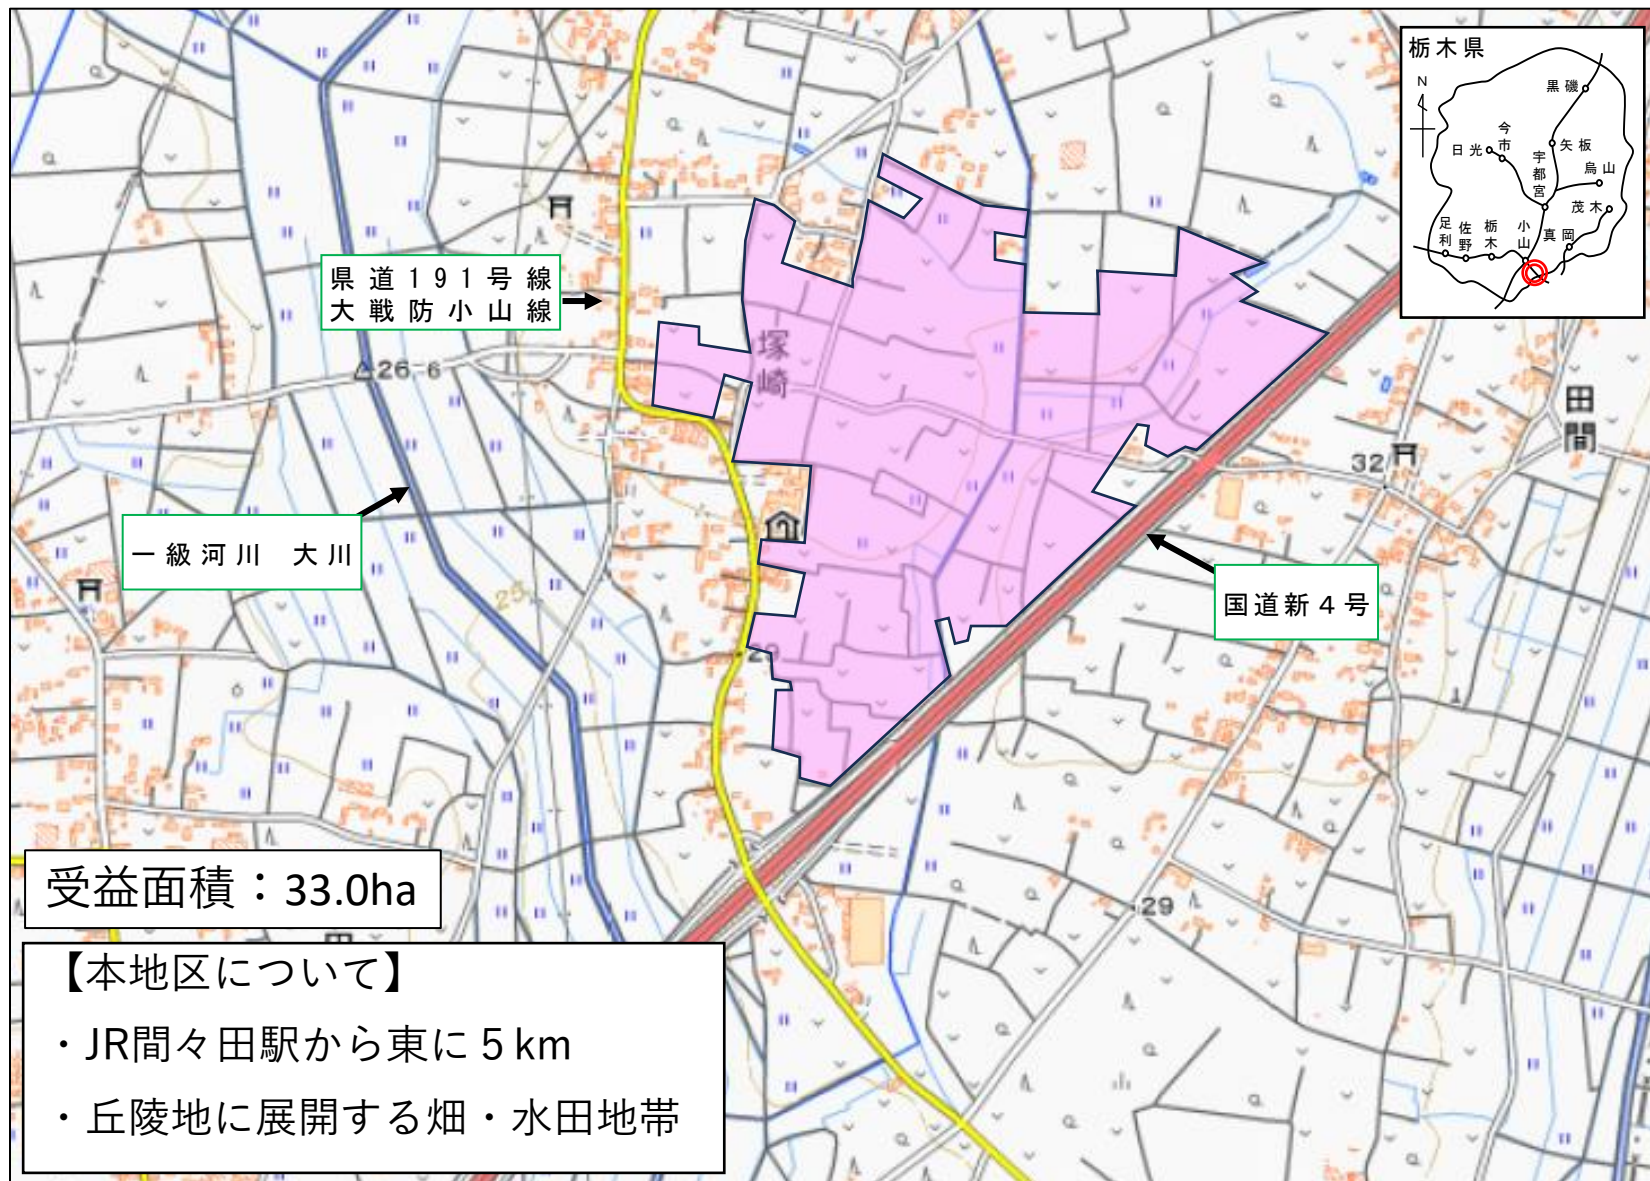 栃木県
N
黒磯
矢板
今市
日光
宇都宮
烏山
茂木
足利
佐野
栃木
小山
真岡
県道191号線
大戦防小山線
塚崎
26.6
田間
32
一級河川 大川
国道新4号
25
29
受益面積：33.0ha
【本地区について】
・JR間々田駅から東に5km
・丘陵地に展開する畑・水田地帯